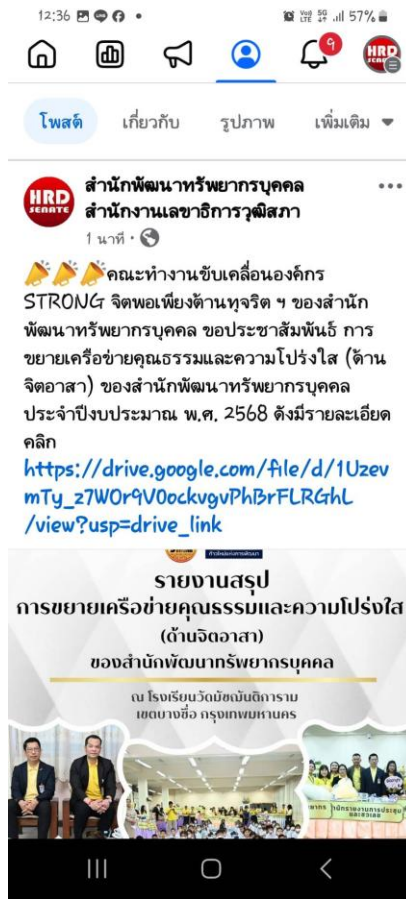 12:36
57%
9
HRD
SENATE
โพสต์ เกี่ยวกับ รูปภาพ เพิ่มเติม
HRD
SENATE
สำนักพัฒนาทรัพยากรบุคคล
สำนักงานเลขาธิการวุฒิสภา
1 นาที ·
คณะทำงานขับเคลื่อนองค์กร
STRONG จิตพอเพียงต้านทุจริต ฯ ของสำนัก
พัฒนาทรัพยากรบุคคล ขอประชาสัมพันธ์ การ
ขยายเครือข่ายคุณธรรมและความโปร่งใส (ด้าน
จิตอาสา) ของสำนักพัฒนาทรัพยากรบุคคล
ประจำปีงบประมาณ พ.ศ. 2568 ดังมีรายละเอียด
คลิก
https://drive.google.com/file/d/1Uzev
mTy_z7WOr9V0ockvgvPhBrFLRGhL
/view?usp=drive_link
รายงานสรุป
การขยายเครือข่ายคุณธรรมและความโปร่งใส
(ด้านจิตอาสา)
ของสำนักพัฒนาทรัพยากรบุคคล
ณ โรงเรียนวัดมัชฌันติการาม
เขตบางซื่อ กรุงเทพมหานคร